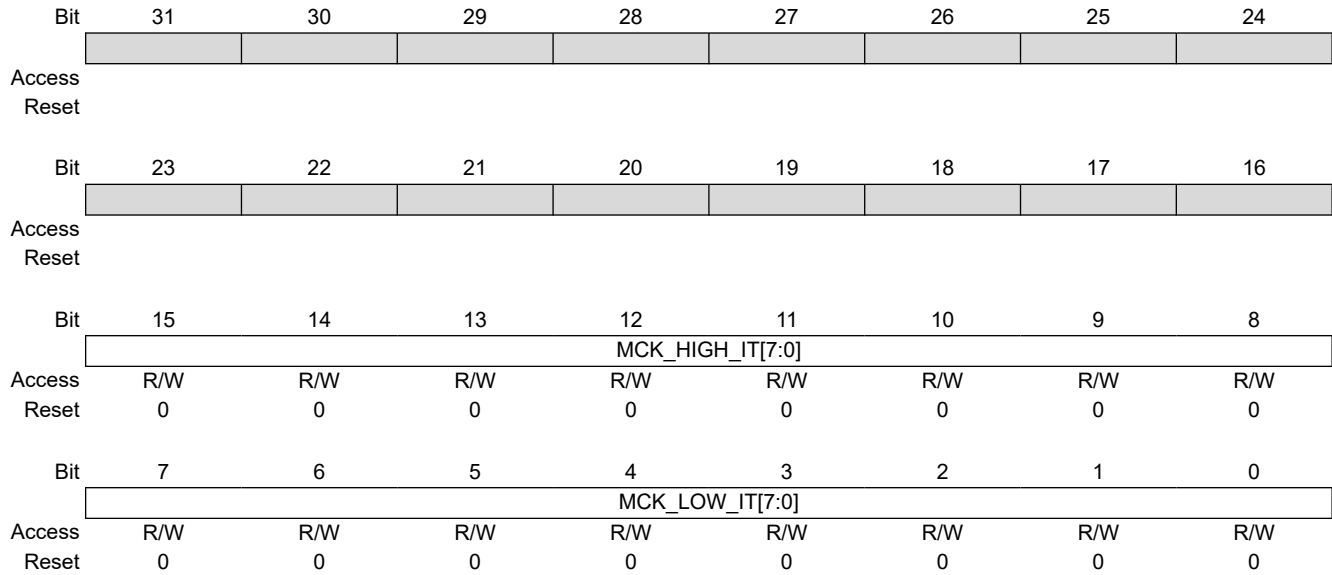 Bit 31 30 29 28 27 26 25 24
Access
Reset
Bit 23 22 21 20 19 18 17 16
Access
Reset
Bit 15 14 13 12 11 10 9 8
MCK_HIGH_IT[7:0]
Access R/W R/W R/W R/W R/W R/W R/W R/W
Reset 0 0 0 0 0 0 0 0
Bit 7 6 5 4 3 2 1 0
MCK_LOW_IT[7:0]
Access R/W R/W R/W R/W R/W R/W R/W R/W
Reset 0 0 0 0 0 0 0 0